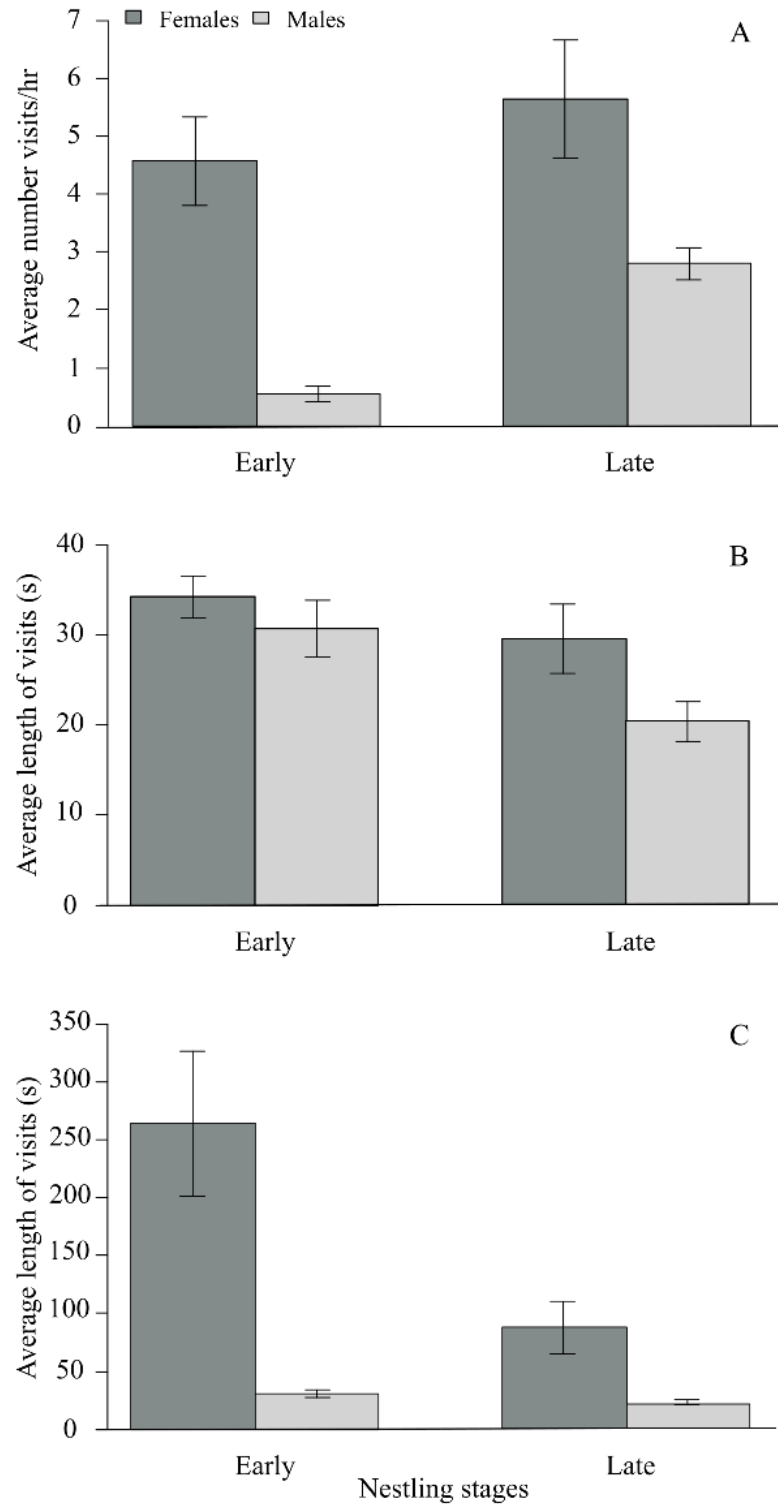 Females Males
A
Average number visits/hr
7
6
5
4
3
2
1
0
Early Late
B
Average length of visits (s)
40
30
20
10
0
Early Late
C
Average length of visits (s)
350
300
250
200
150
100
50
0
Early Late
Nestling stages